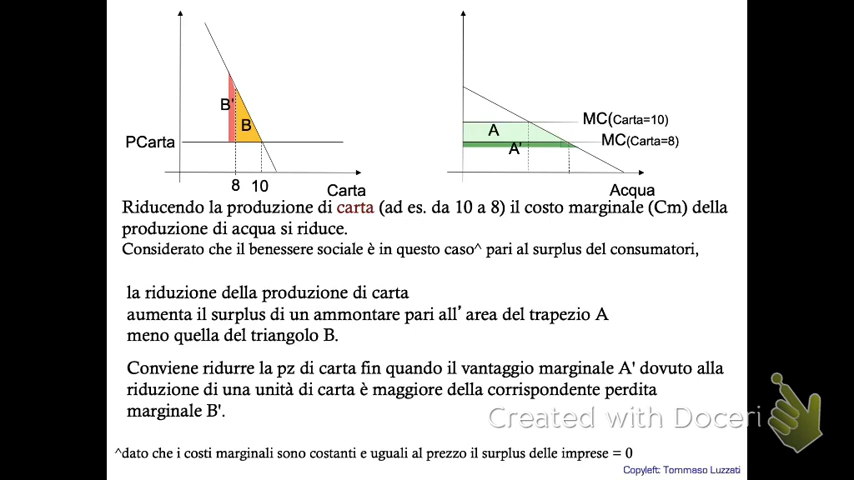 B'
B
PCarta
8 10
Carta
A
A'
MC(Carta=10)
MC(Carta=8)
Acqua
Riducendo la produzione di carta (ad es. da 10 a 8) il costo marginale (Cm) della
produzione di acqua si riduce.
Considerato che il benessere sociale è in questo caso^ pari al surplus del consumatori,
la riduzione della produzione di carta
aumenta il surplus di un ammontare pari all'area del trapezio A
meno quella del triangolo B.
Conviene ridurre la pz di carta fin quando il vantaggio marginale A' dovuto alla
riduzione di una unità di carta è maggiore della corrispondente perdita
marginale B'.
Created with Doceri
^dato che i costi marginali sono costanti e uguali al prezzo il surplus delle imprese = 0
Copyleft: Tommaso Luzzati